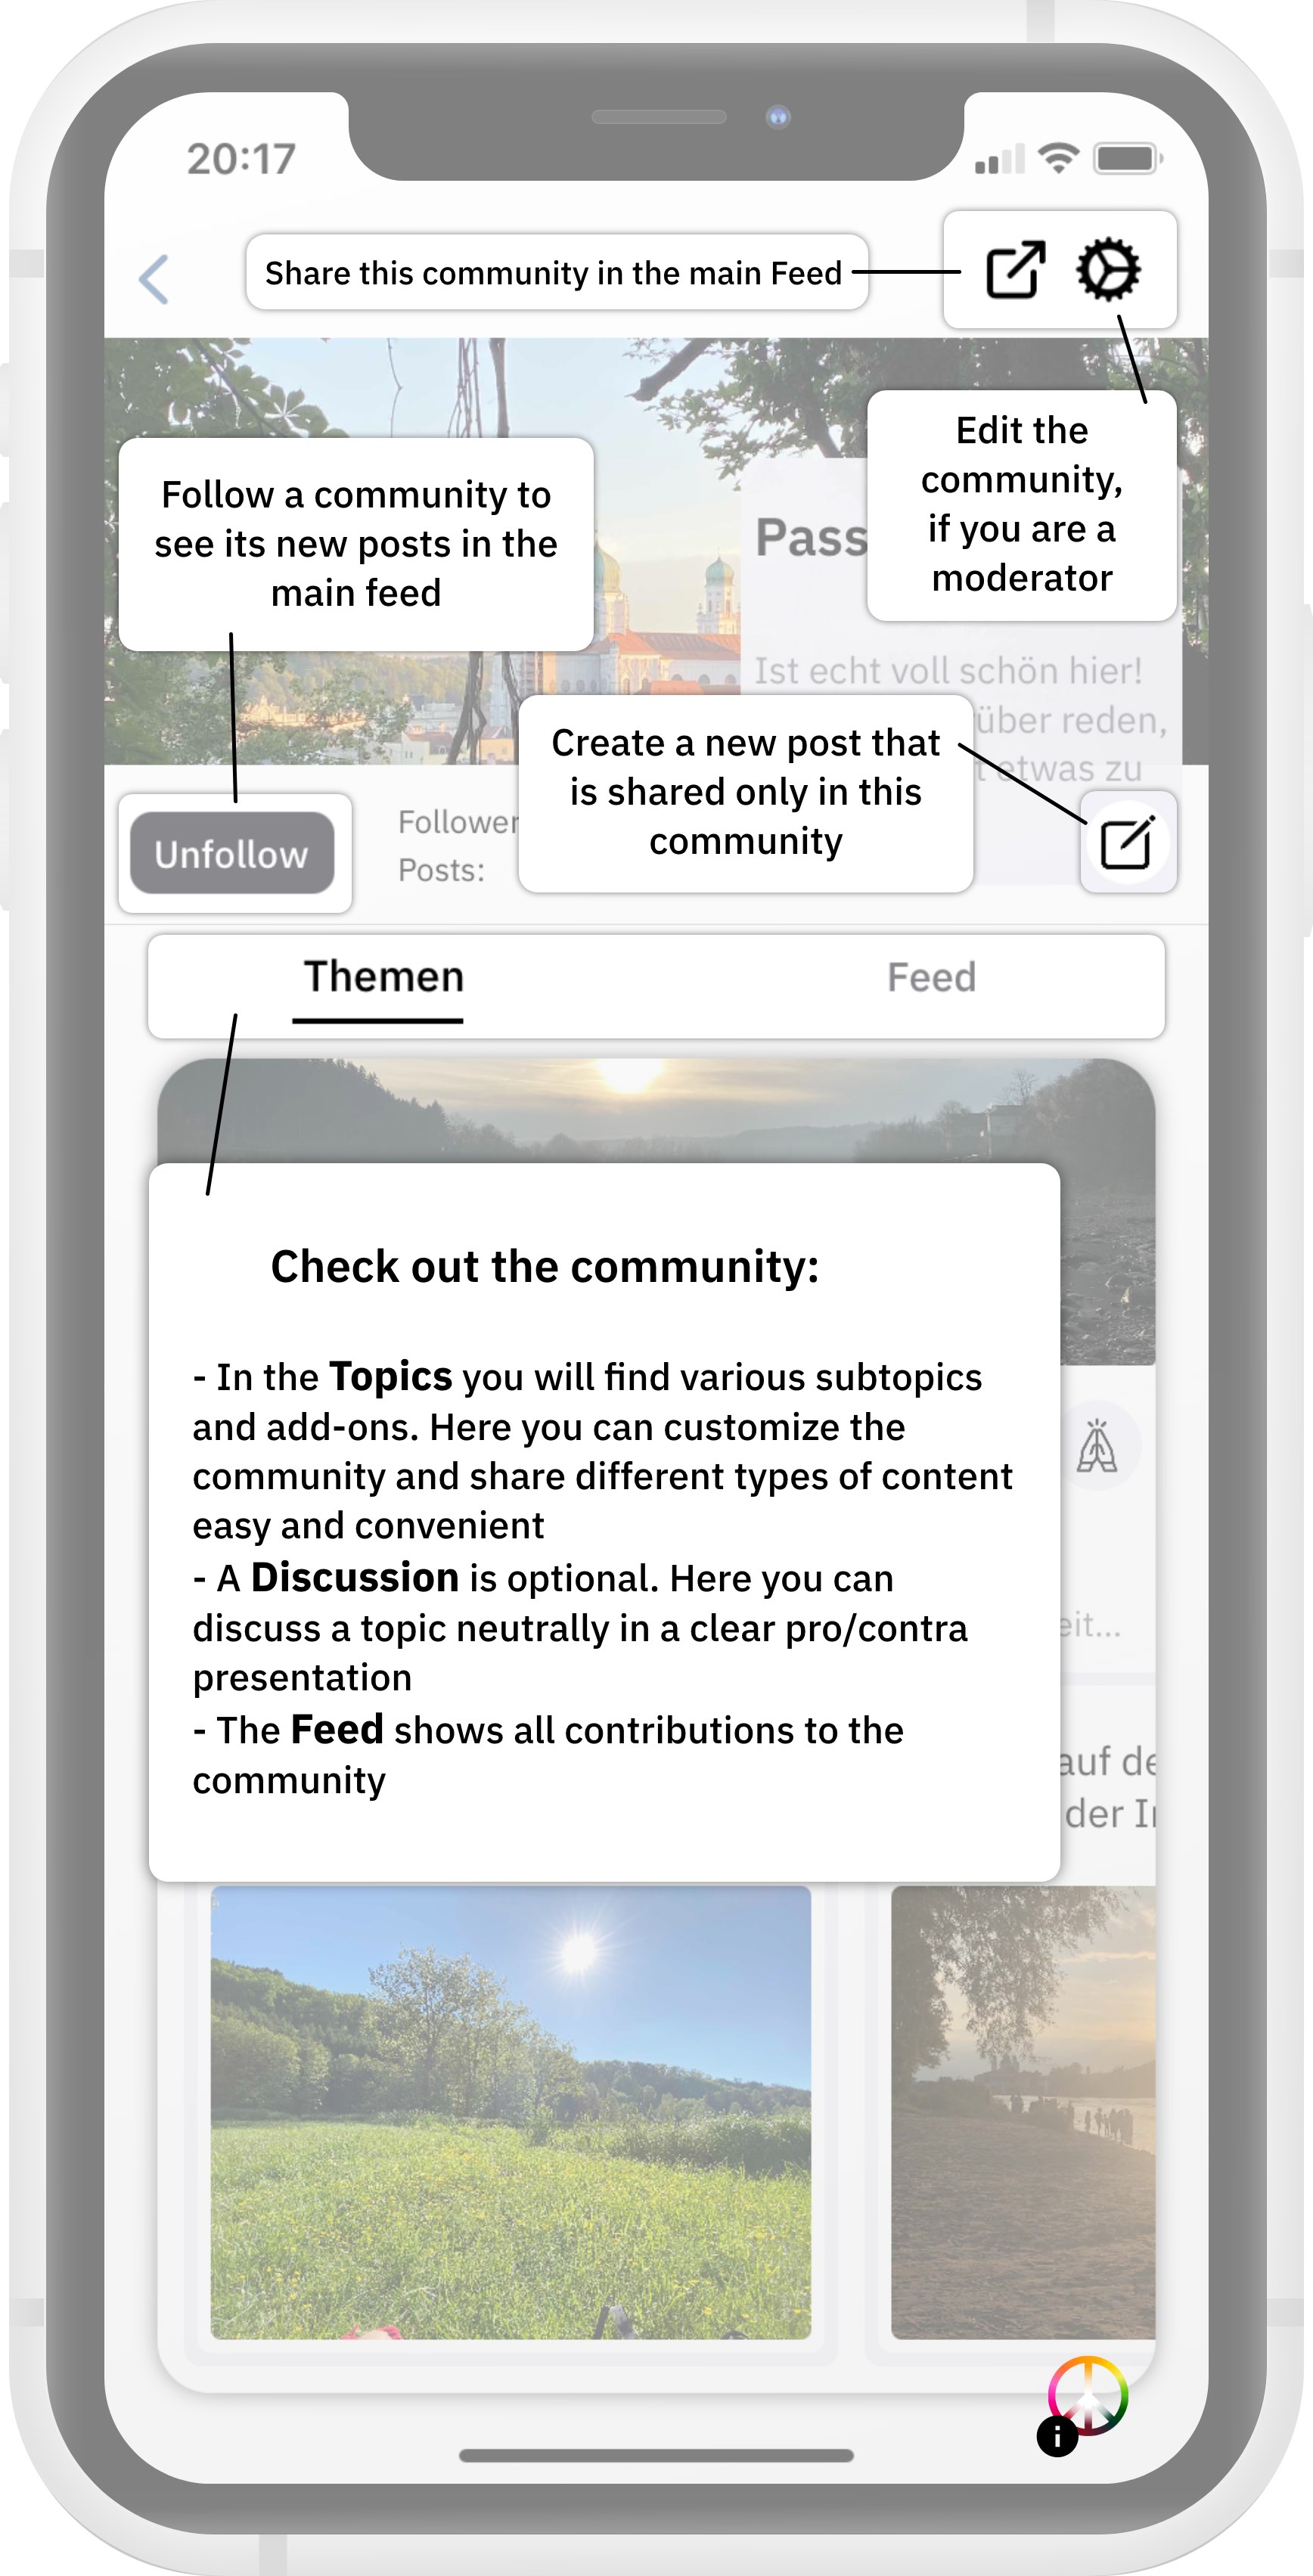 20:17
Share this community in the main Feed
Edit the
community,
if you are a
moderator
Follow a community to
see its new posts in the
main feed
Ist echt voll schön hier!
reden,
etwas zu
Create a new post that
is shared only in this
community
Unfollow
Posts:
Themen
Feed
Check out the community:
- In the Topics you will find various subtopics
and add-ons. Here you can customize the
community and share different types of content
easy and convenient
- A Discussion is optional. Here you can
discuss a topic neutrally in a clear pro/contra
presentation
- The Feed shows all contributions to the
community
auf
der
i